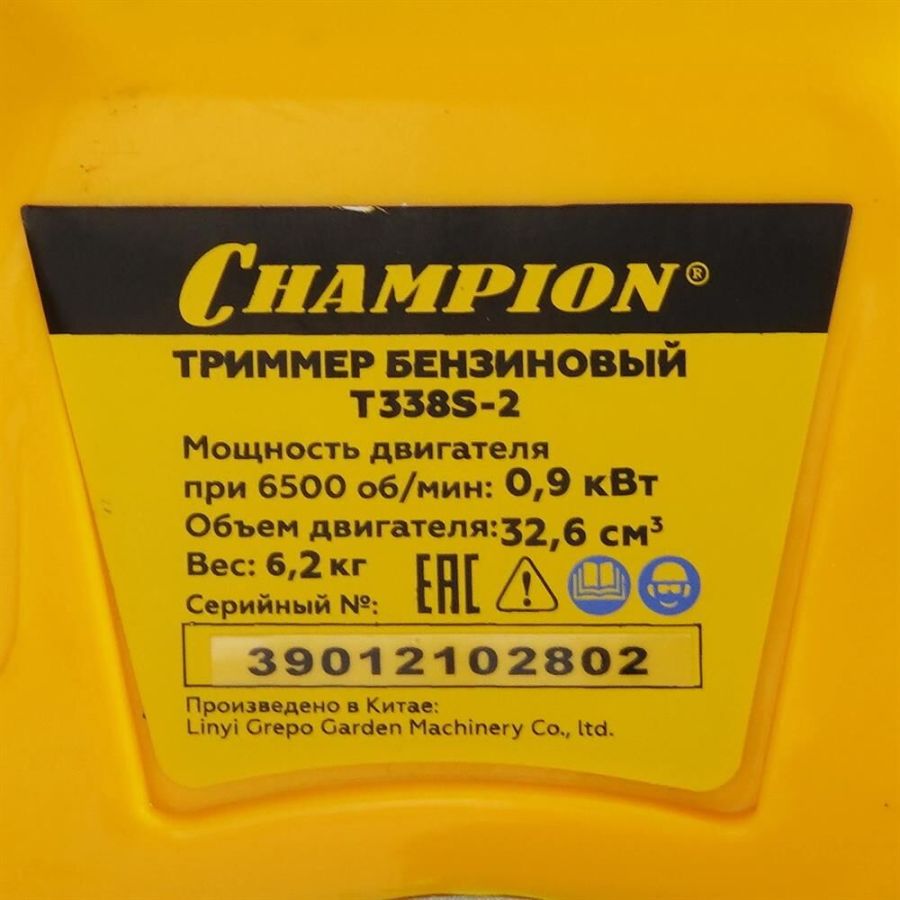 CHAMPION®
ТРИММЕР БЕНЗИНОВЫЙ
T338S-2
Мощность двигателя
при 6500 об/мин: 0,9 кВт
Объем двигателя: 32,6 см³
Вес: 6,2 кг
EAC
Серийный №:
39012102802
Произведено в Китае:
Linyi Grepo Garden Machinery Co., ltd.